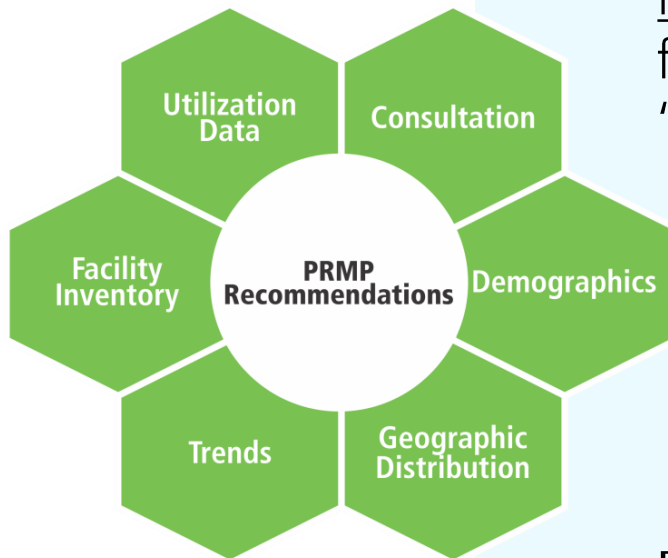 Utilization
Data
Consultation
Facility
Inventory
PRMP
Recommendations
Demographics
Trends
Geographic
Distribution